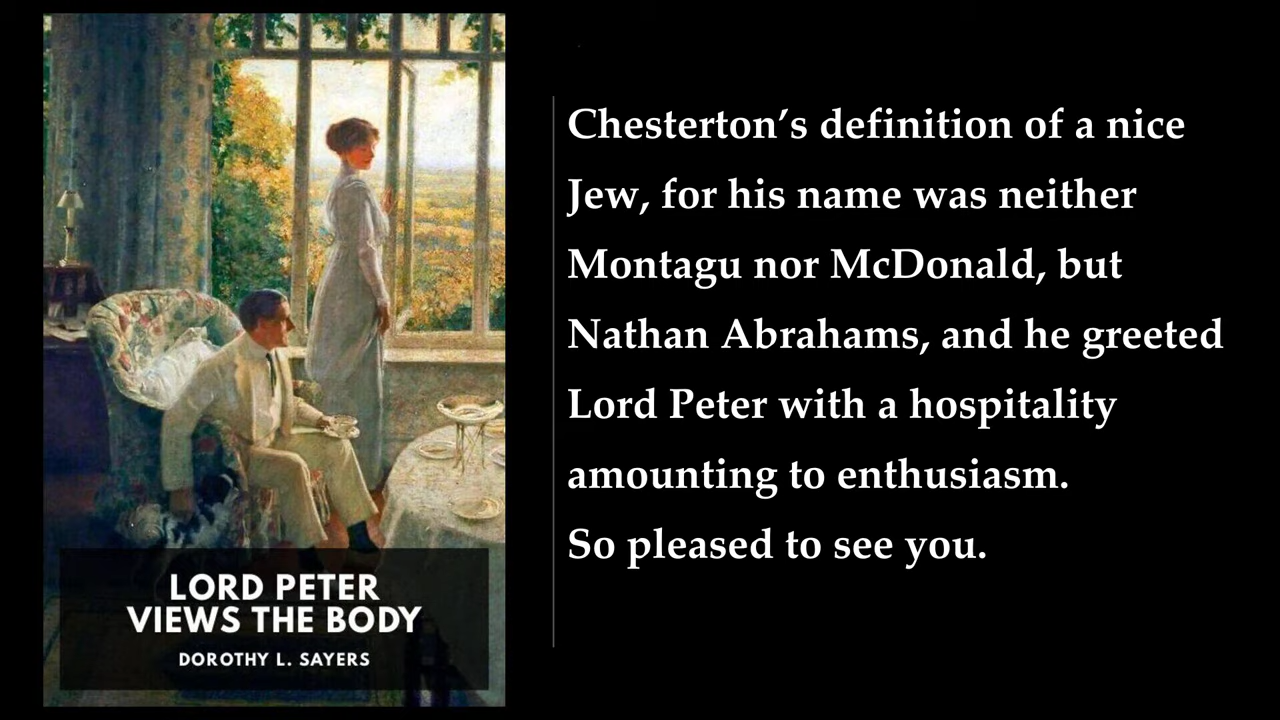 LORD PETER
VIEWS THE BODY
DOROTHY L. SAYERS
Chesterton’s definition of a nice
Jew, for his name was neither
Montagu nor McDonald, but
Nathan Abrahams, and he greeted
Lord Peter with a hospitality
amounting to enthusiasm.
So pleased to see you.